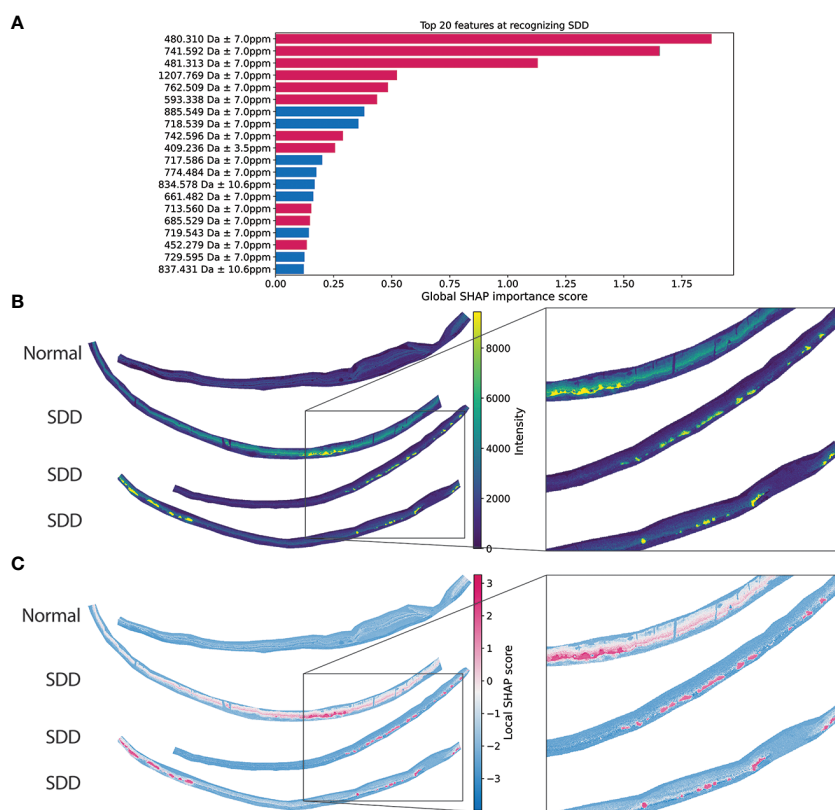 A
Top 20 features at recognizing SDD
480.310 Da ± 7.0ppm
741.592 Da ± 7.0ppm
481.313 Da ± 7.0ppm
1207.769 Da ± 7.0ppm
762.509 Da ± 7.0ppm
593.338 Da ± 7.0ppm
885.549 Da ± 7.0ppm
718.539 Da ± 7.0ppm
742.596 Da ± 7.0ppm
409.236 Da ± 3.5ppm
717.586 Da ± 7.0ppm
774.484 Da ± 7.0ppm
834.578 Da ± 10.6ppm
661.482 Da ± 7.0ppm
713.560 Da ± 7.0ppm
685.529 Da ± 7.0ppm
719.543 Da ± 7.0ppm
452.279 Da ± 7.0ppm
729.595 Da ± 7.0ppm
837.431 Da ± 10.6ppm
0.00 0.25 0.50 0.75 1.00 1.25 1.50 1.75
Global SHAP importance score
B
Normal
SDD
SDD
SDD
8000
6000
4000
2000
0
Intensity
C
Normal
SDD
SDD
SDD
3
2
1
0
−1
−2
−3
Local SHAP score